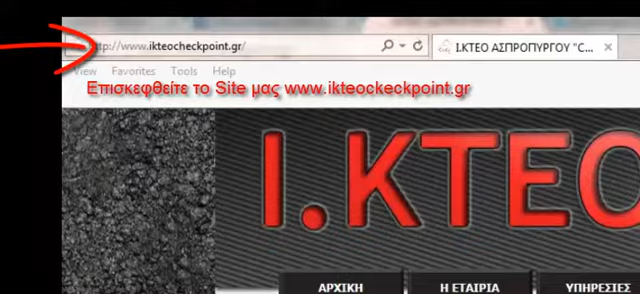 http://www.ikteocheckpoint.gr/
Ι.ΚΤΕΟ ΑΣΠΡΟΠΥΡΓΟΥ "C...
View Favorites Tools Help
Επισκεφθείτε το Site μας www.ikteockeckpoint.gr
Ι.ΚΤΕΟ
ΑΡΧΙΚΗ Η ΕΤΑΙΡΙΑ ΥΠΗΡΕΣΙΕΣ